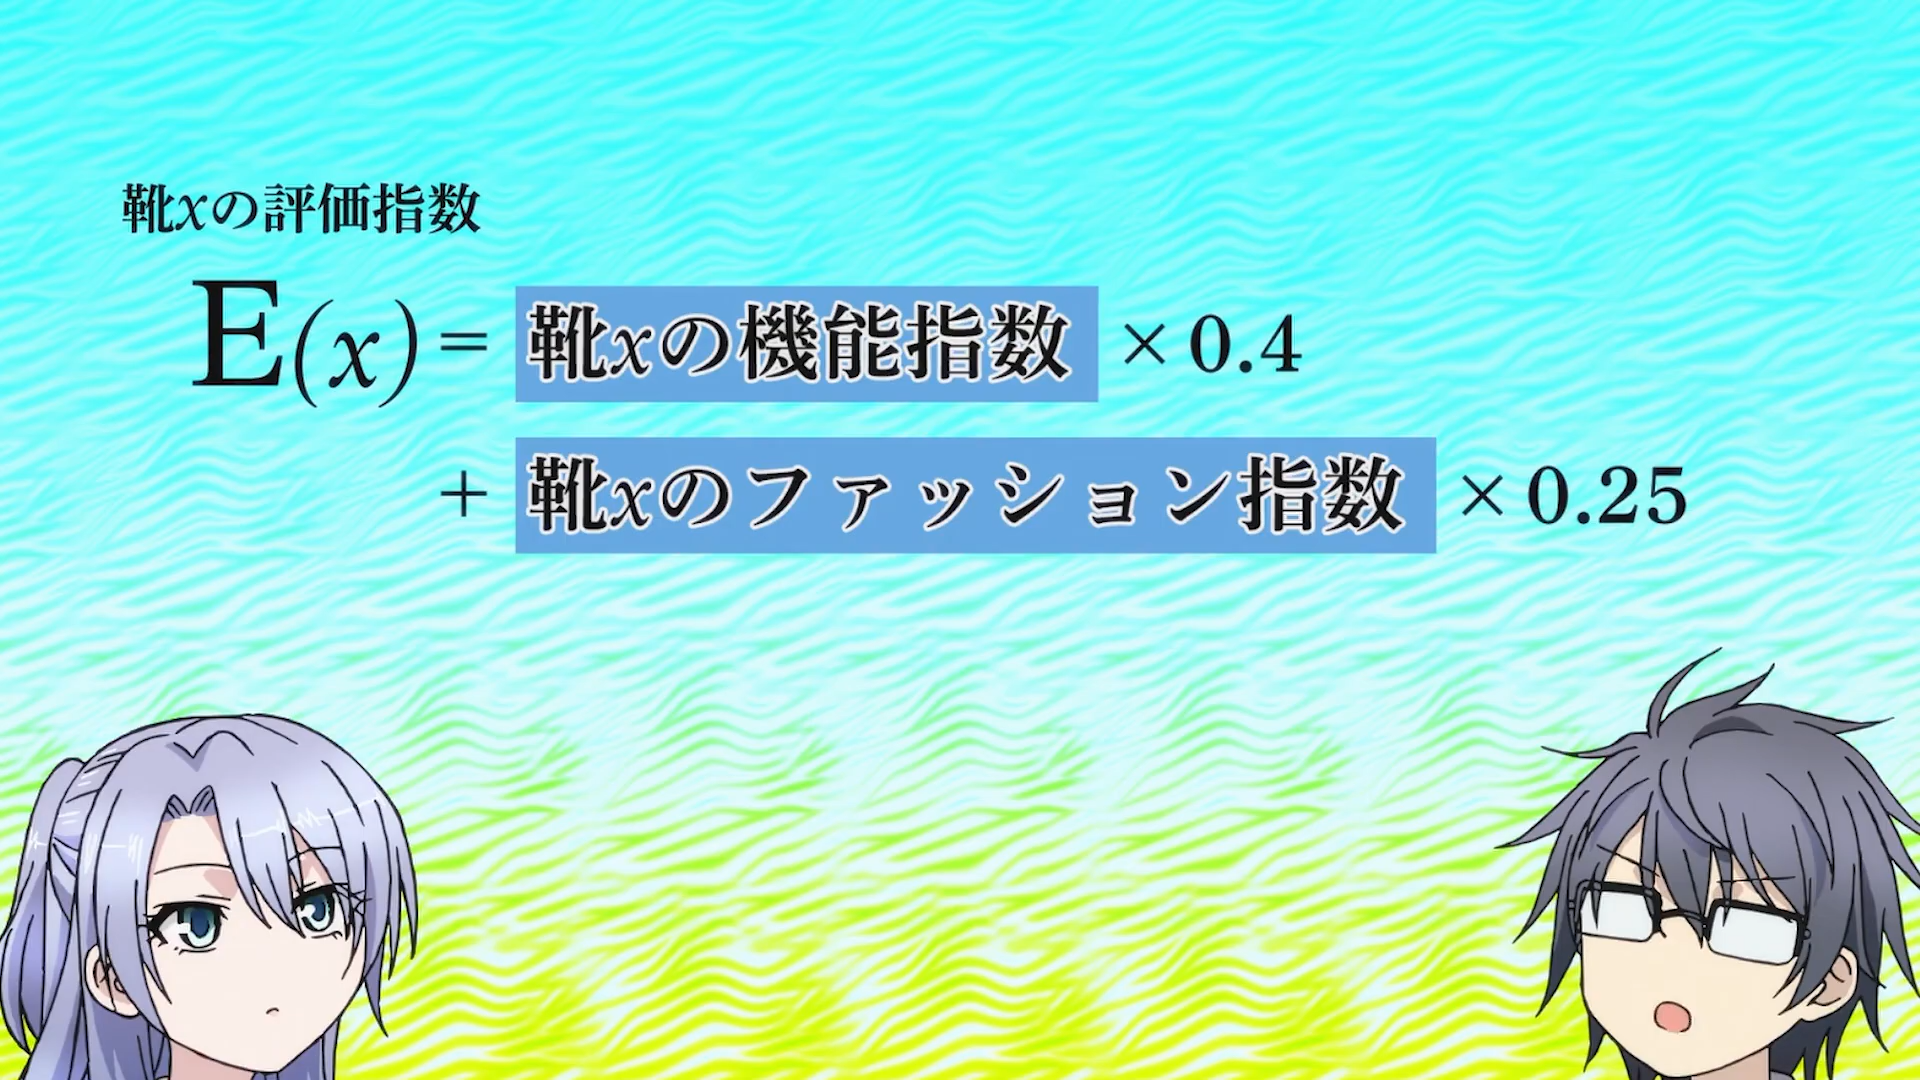 靴xの評価指数
E(x) = 靴xの機能指数 × 0.4
+ 靴xのファッション指数 × 0.25